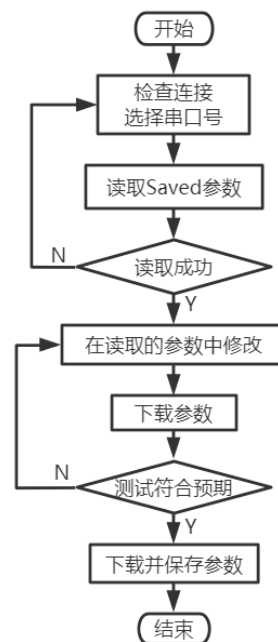 开始
检查连接
选择串口号
读取Saved参数
N
读取成功
Y
在读取的参数中修改
下载参数
N
测试符合预期
Y
下载并保存参数
结束